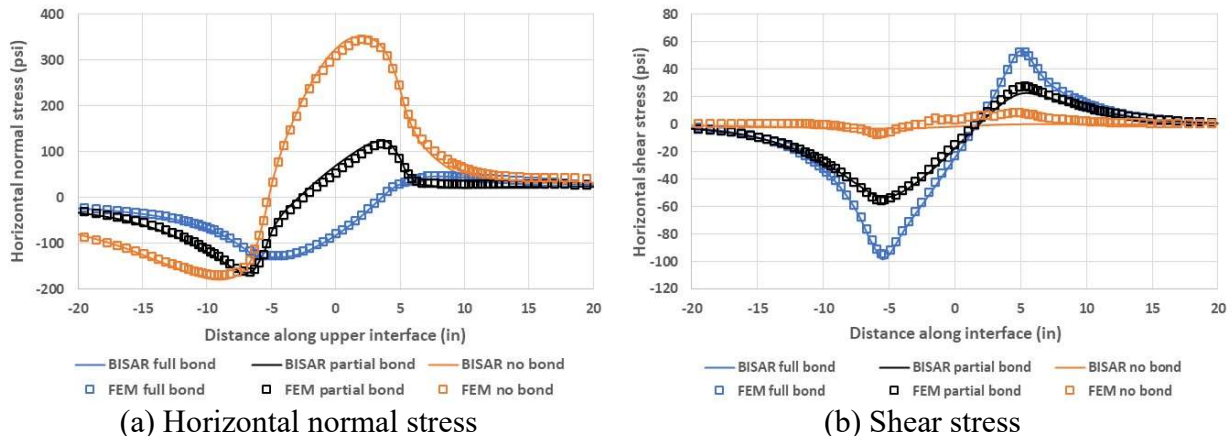 400
300
200
100
0
-100
-200
Horizontal normal stress (psi)
-20 -15 -10 -5 0 5 10 15 20
Distance along upper interface (in)
BISAR full bond BISAR partial bond BISAR no bond
FEM full bond FEM partial bond FEM no bond
(a) Horizontal normal stress
80
60
40
20
0
-20
-40
-60
-80
-100
-120
Horizontal shear stress (psi)
-20 -15 -10 -5 0 5 10 15 20
Distance along interface (in)
BISAR full bond BISAR partial bond BISAR no bond
FEM full bond FEM partial bond FEM no bond
(b) Shear stress